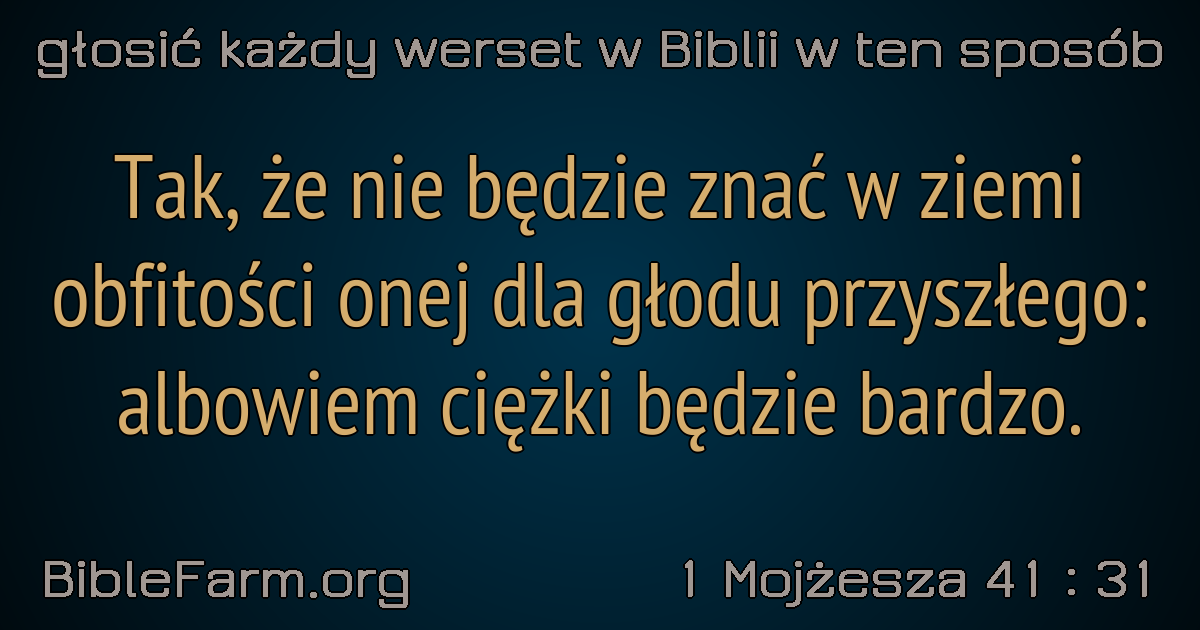 głosić każdy werset w Biblii w ten sposób
Tak, że nie będzie znać w ziemi
obfitości onej dla głodu przyszłego:
albowiem ciężki będzie bardzo.
BibleFarm.org
1 Mojżesza 41 : 31